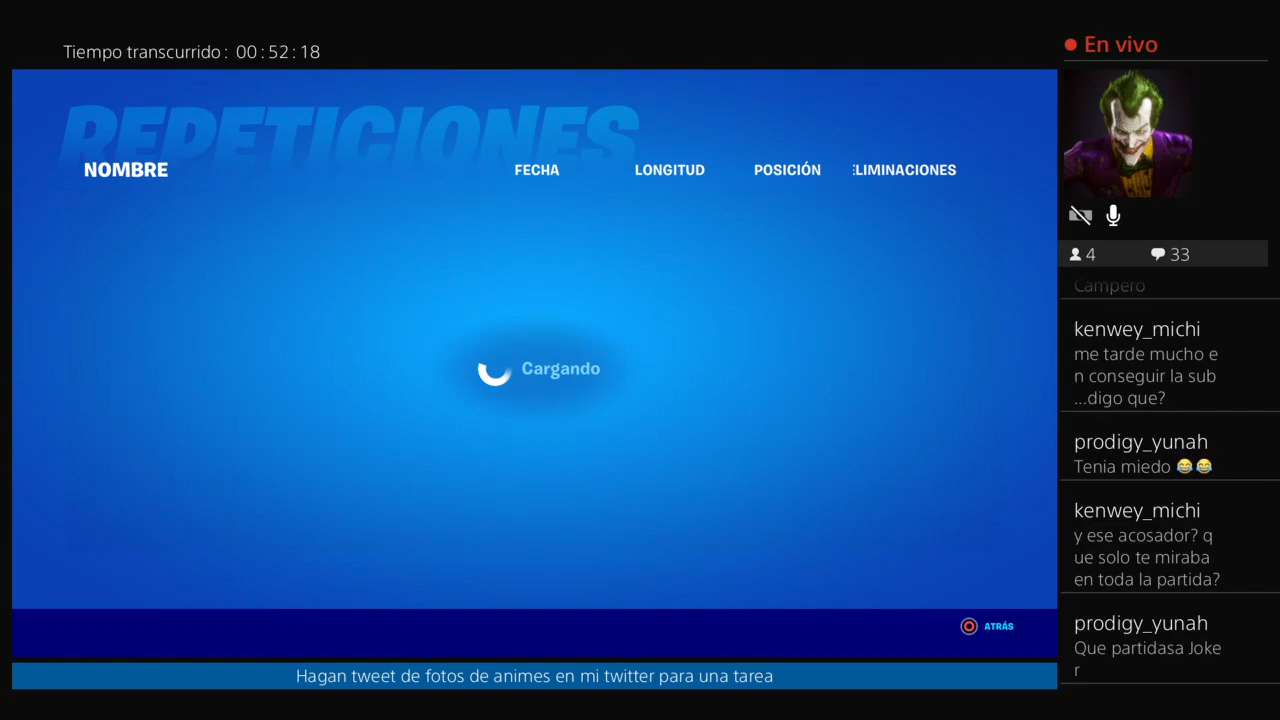 Tiempo transcurrido : 00:52:18
En vivo
REPETICIONES
NOMBRE FECHA LONGITUD POSICIÓN ELIMINACIONES
4 33
Campero
kenwey_michi
me tarde mucho e
n conseguir la sub
...digo que?
Cargando
prodigy_yunah
Tenia miedo 😂😂
kenwey_michi
y ese acosador? q
ue solo te miraba
en toda la partida?
prodigy_yunah
Que partidasa Joke
r
ATRÁS
Hagan tweet de fotos de animes en mi twitter para una tarea